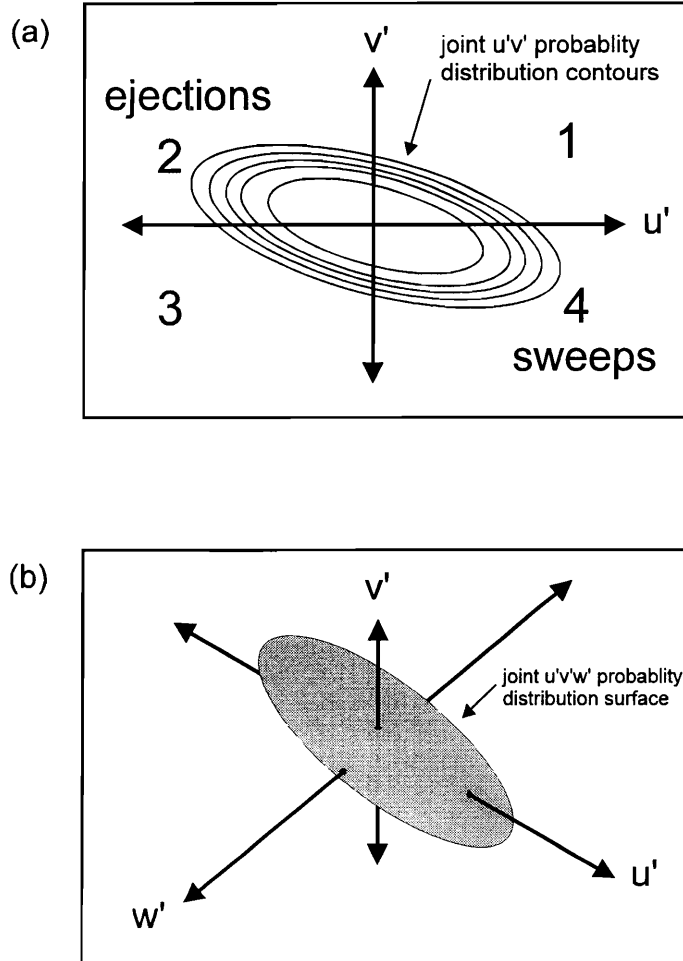 (a)
v'
joint u'v' probablity
distribution contours
ejections
2
1
u'
3
4
sweeps
(b)
v'
joint u'v'w' probablity
distribution surface
w'
u'